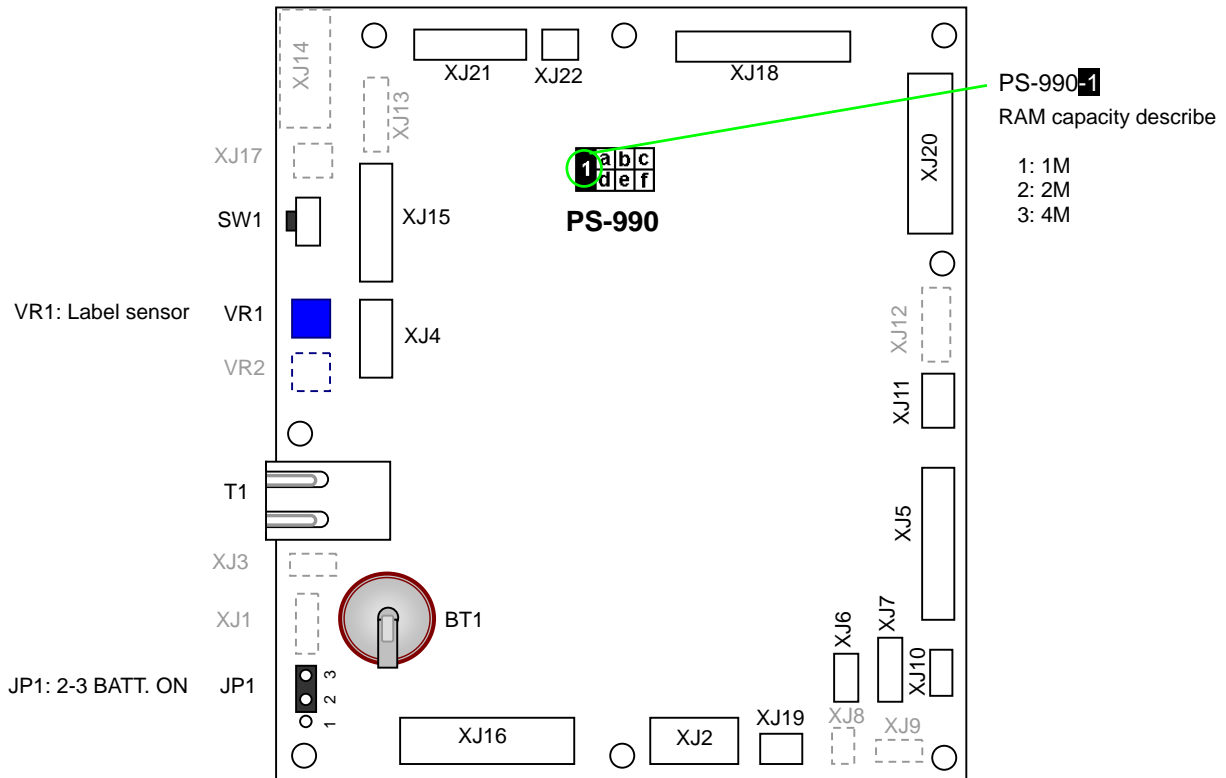 XJ14
XJ21
XJ22
XJ18
PS-990-1
RAM capacity describe
XJ13
XJ17
1 a b c
d e f
XJ20
1: 1M
2: 2M
3: 4M
SW1
XJ15
PS-990
VR1: Label sensor
VR1
XJ4
XJ12
VR2
XJ11
T1
XJ5
XJ3
XJ1
BT1
XJ6
XJ7
XJ10
JP1: 2-3 BATT. ON
JP1
3
2
1
XJ16
XJ2
XJ19
XJ8
XJ9